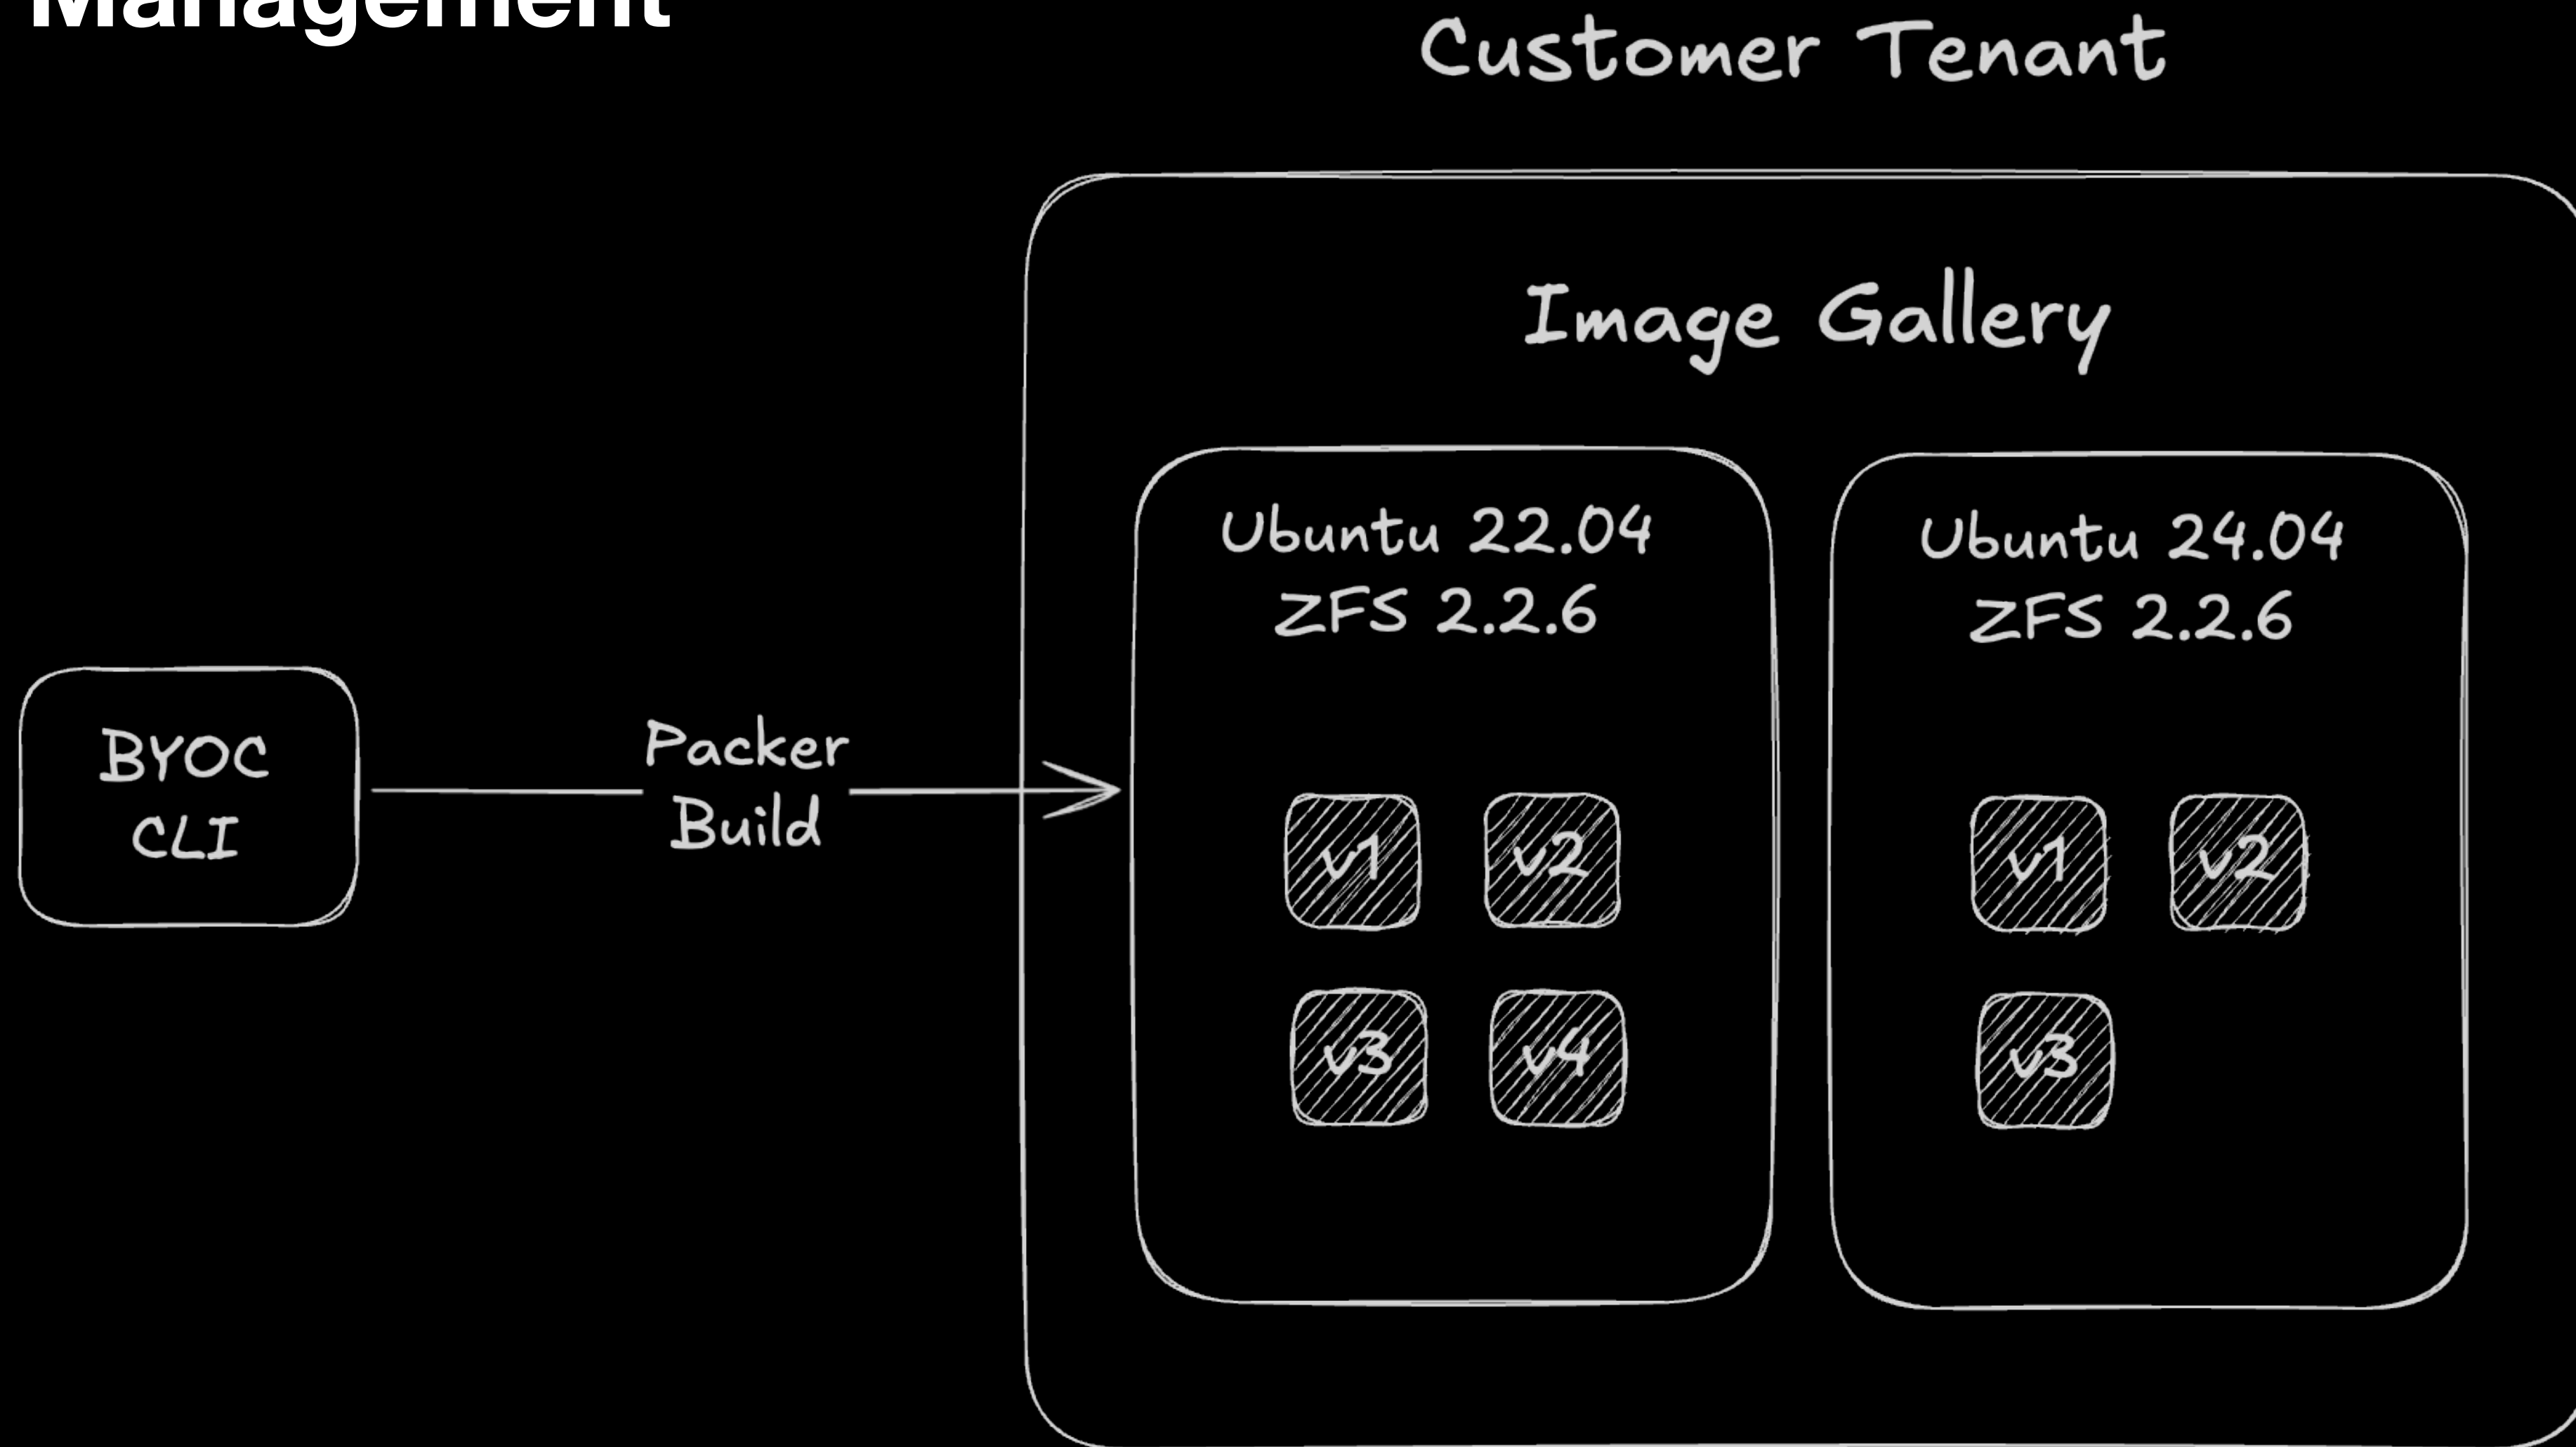 Management
Customer Tenant
Image Gallery
Ubuntu 22.04
ZFS 2.2.6
Ubuntu 24.04
ZFS 2.2.6
BYOC
CLI
Packer
Build
v1
v2
v3
v4
v1
v2
v3